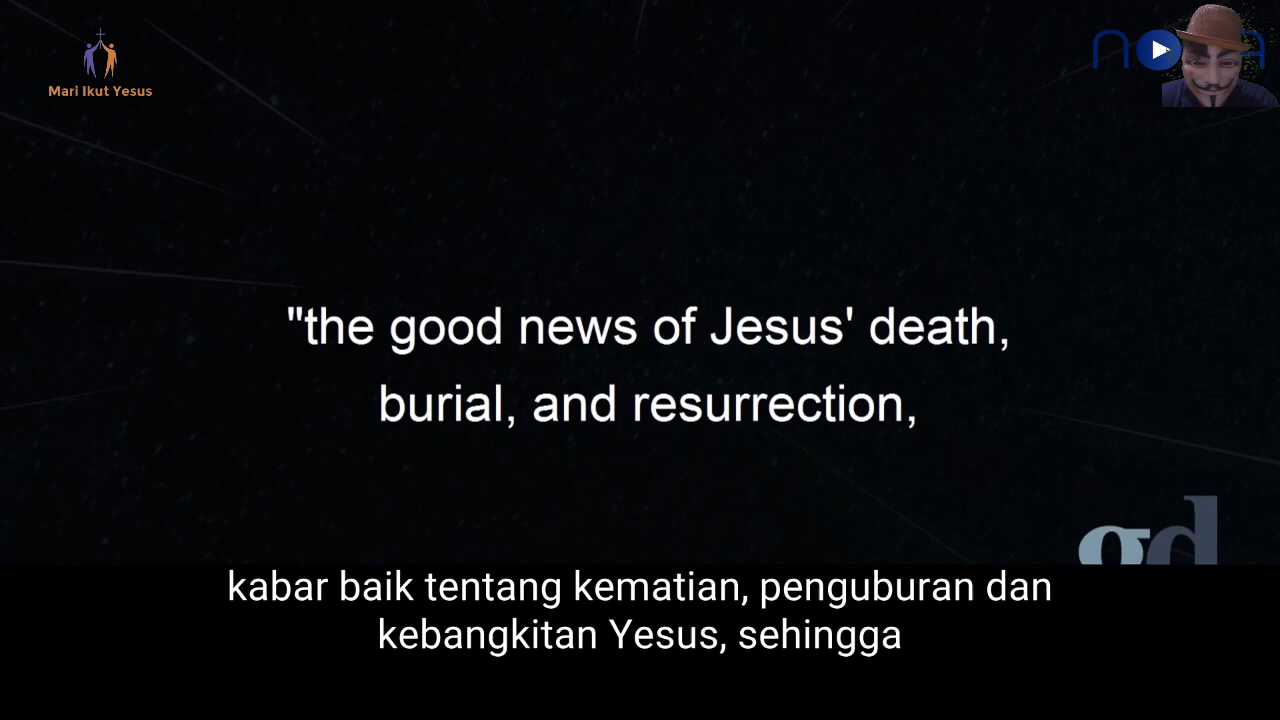 Mari Ikut Yesus
"the good news of Jesus' death,
burial, and resurrection,
gd
kabar baik tentang kematian, penguburan dan
kebangkitan Yesus, sehingga